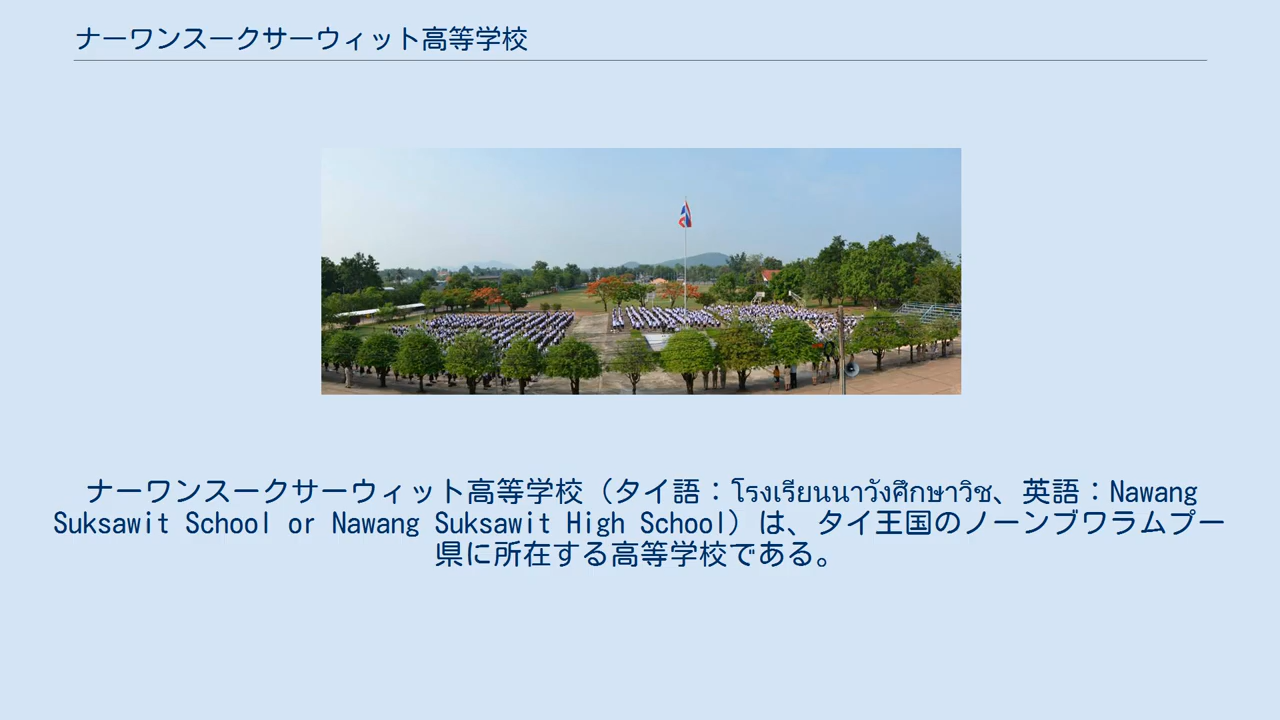 ナーワンスークサーウィット高等学校
ナーワンスークサーウィット高等学校（タイ語：โรงเรียนนาวังศึกษาวิช、英語：Nawang
Suksawit School or Nawang Suksawit High School）は、タイ王国のノーンブワラムプー
県に所在する高等学校である。